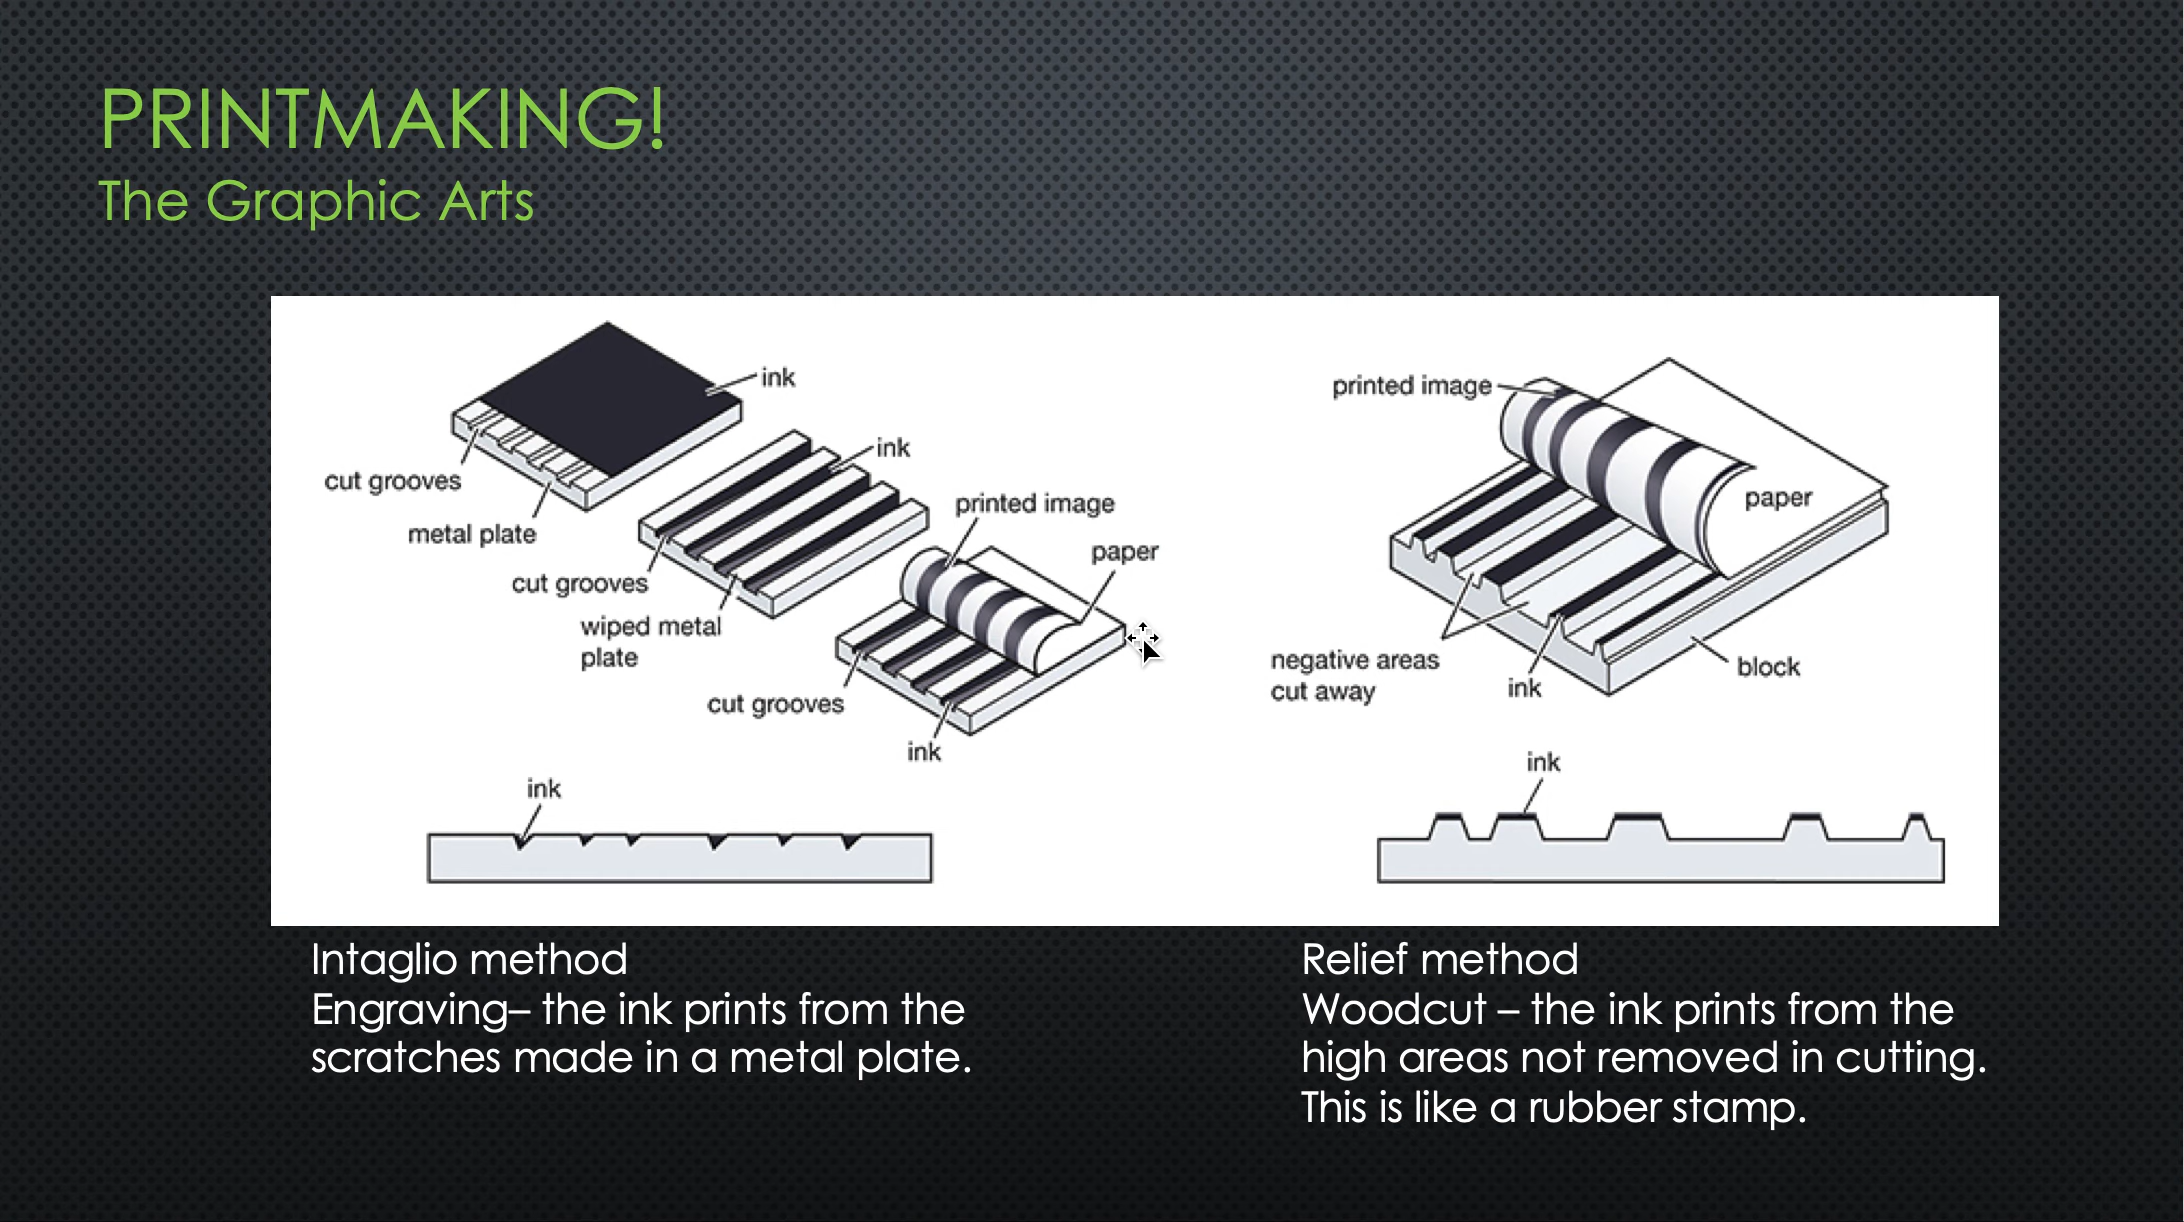 PRINTMAKING!
The Graphic Arts
ink
cut grooves
metal plate
ink
cut grooves
wiped metal
plate
printed image
paper
cut grooves
ink
ink
printed image
paper
negative areas
cut away
ink
block
ink
Intaglio method
Engraving– the ink prints from the
scratches made in a metal plate.
Relief method
Woodcut – the ink prints from the
high areas not removed in cutting.
This is like a rubber stamp.